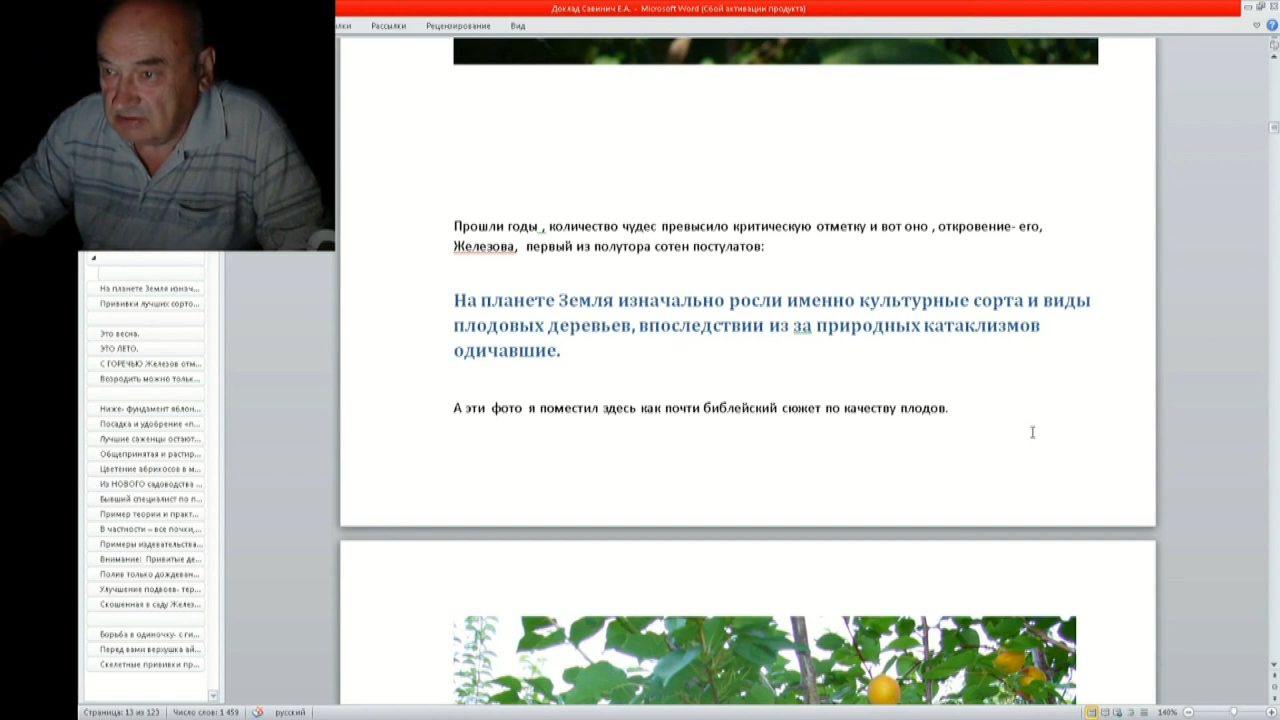 Доклад Савинич Е.А. - Microsoft Word (Сбой активации продукта)
лки Рассылки Рецензирование Вид
Прошли годы , количество чудес превысило критическую отметку и вот оно , откровение- его,
Железова, первый из полутора сотен постулатов:
На планете Земля изначально росли именно культурные сорта и виды
плодовых деревьев, впоследствии из за природных катаклизмов
одичавшие.
А эти фото я поместил здесь как почти библейский сюжет по качеству плодов.
На планете Земля изнач...
Прививки лучших сорто...
Это весна.
ЭТО ЛЕТО.
С ГОРЕЧЬЮ Железов отм...
Возродить можно тольк...
Ниже- фундамент яблон...
Посадка и удобрение «п...
Лучшие саженцы остают...
Общепринятая и растир...
Цветение абрикосов в м...
Из НОВОГО садоводства ...
Бывший специалист по п...
Пример теории и практ...
В частности – все почки,...
Примеры издевательства...
Внимание: Привитые де...
Полив только дождеван...
Улучшение подвоев- тер...
Скошенная в саду Желез...
Борьба в одиночку- с ги...
Перед вами верхушка ай...
Скелетные прививки пр...
Страница: 13 из 123 Число слов: 1 459 русский 140%